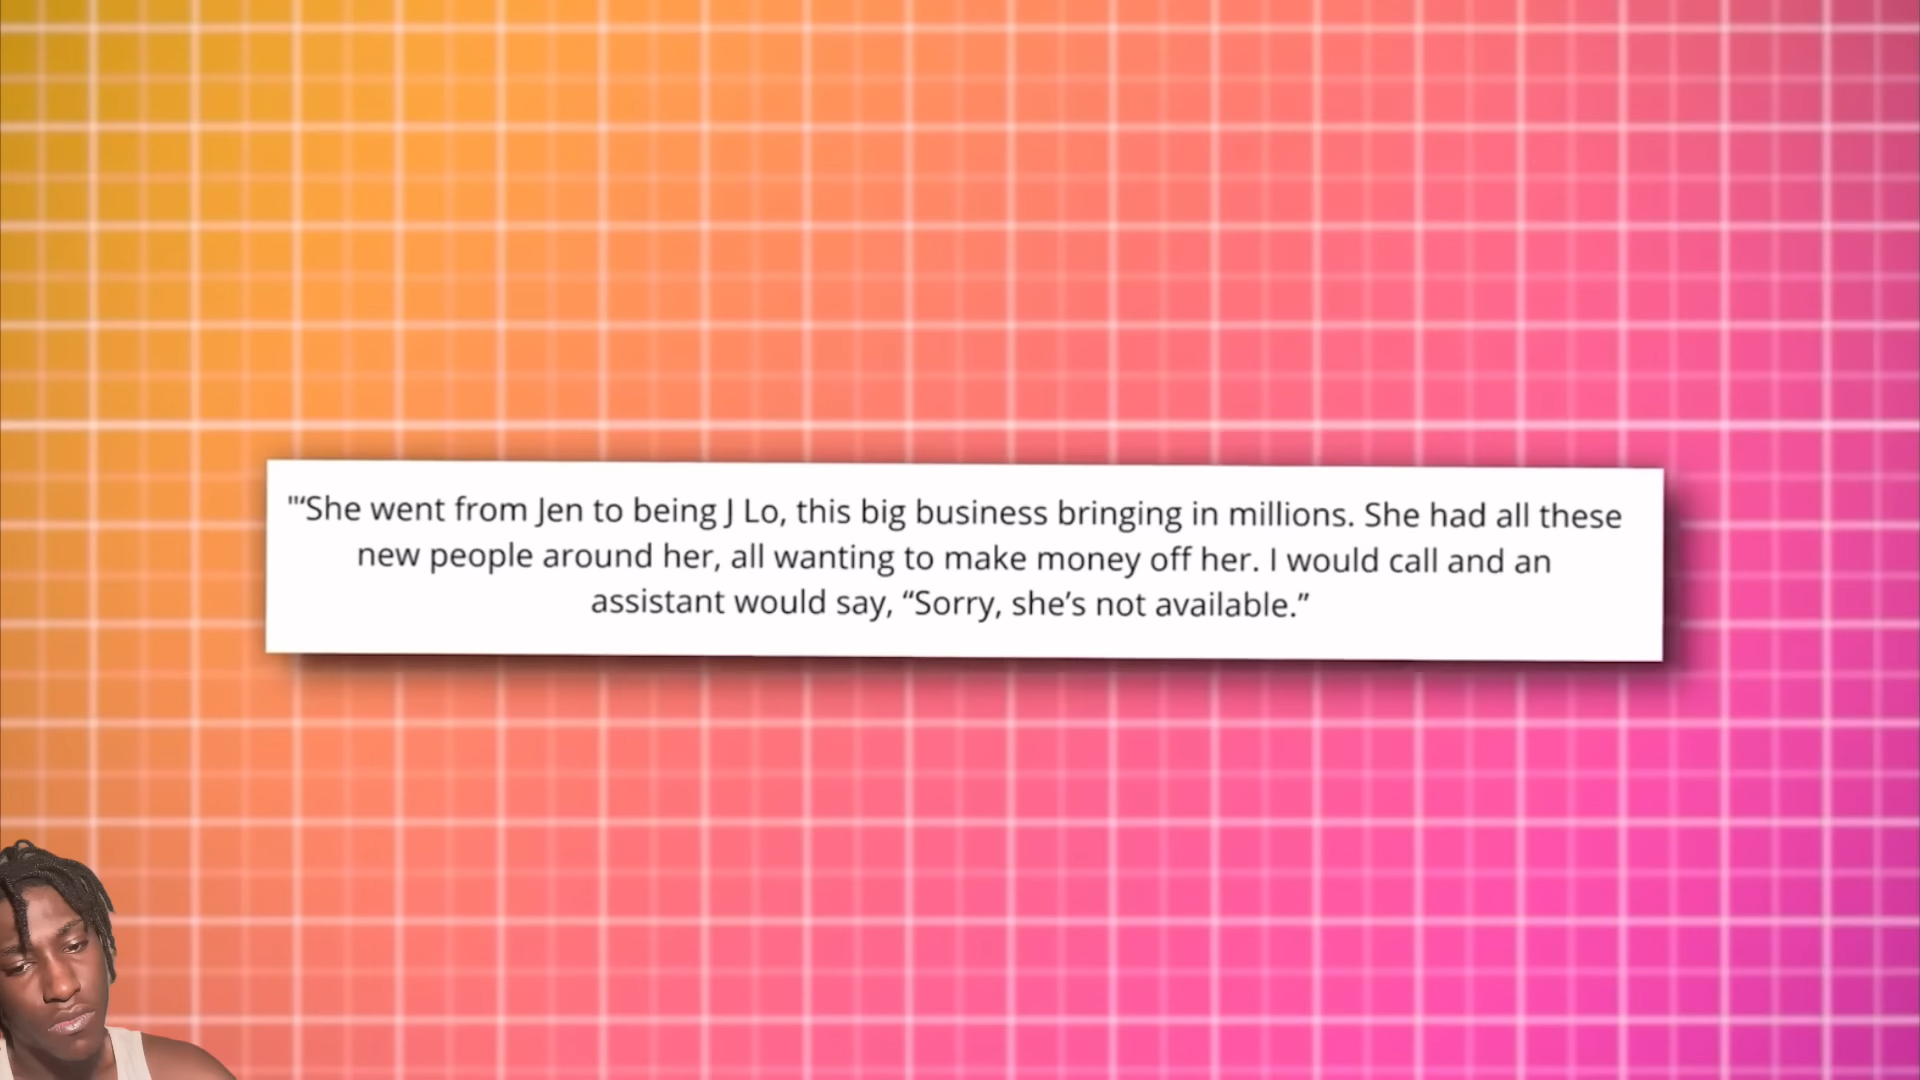 "‘She went from Jen to being J Lo, this big business bringing in millions. She had all these
new people around her, all wanting to make money off her. I would call and an
assistant would say, “Sorry, she’s not available.”